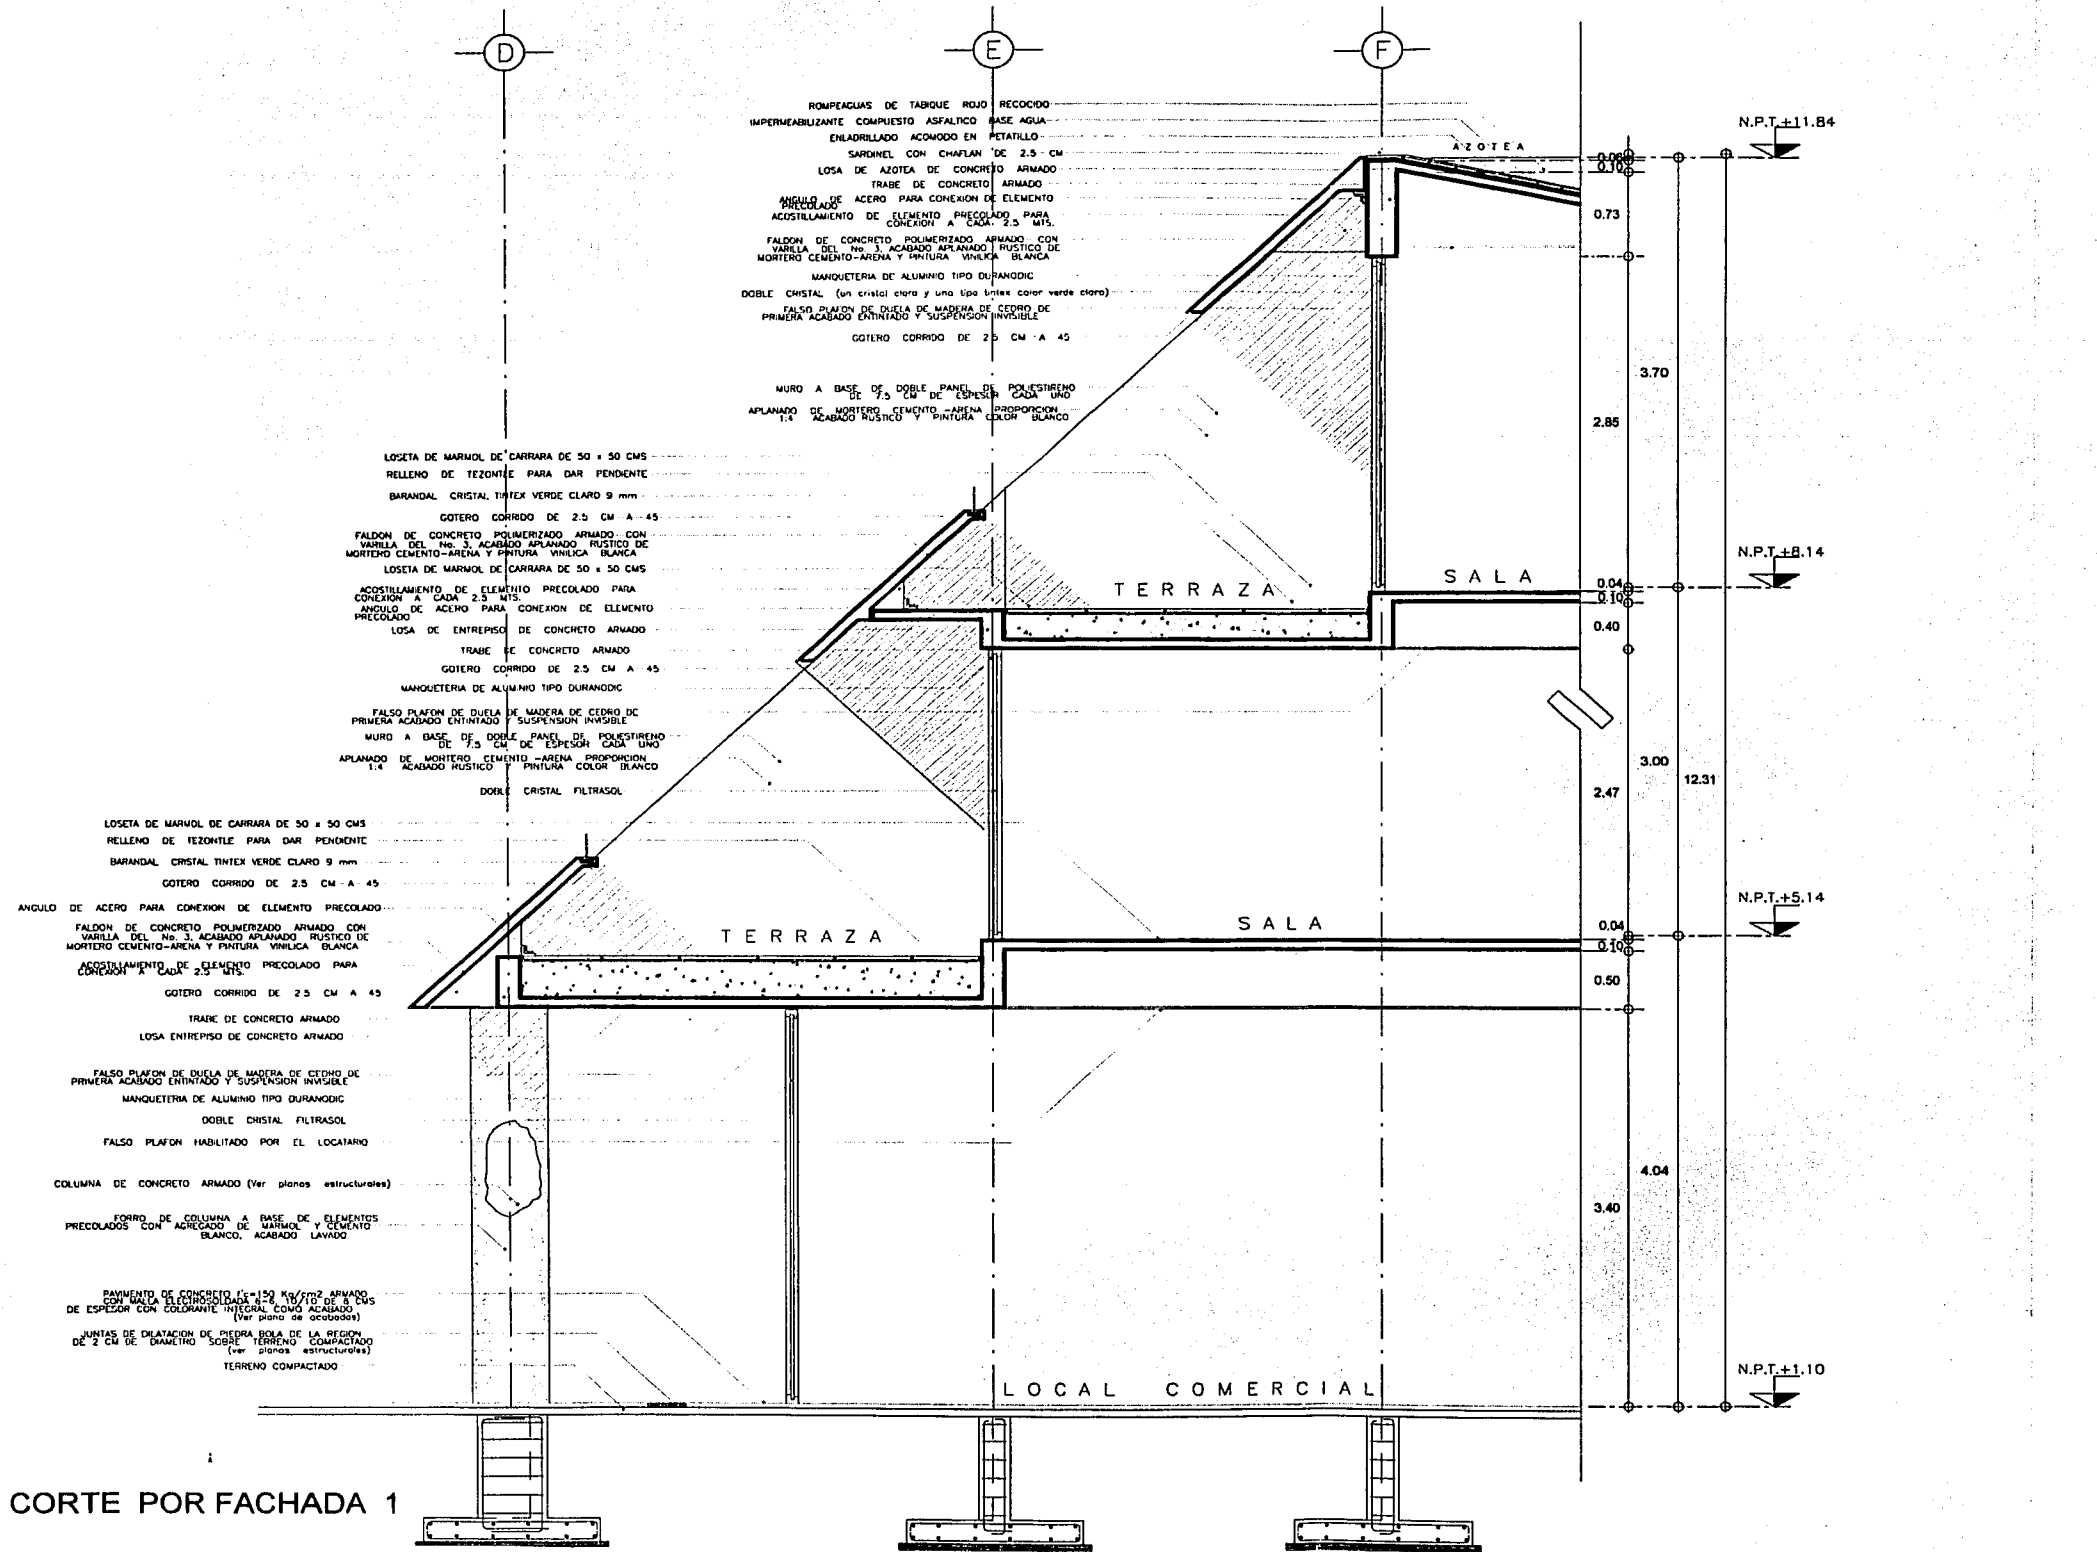 D
E
F
ROMPEAGUAS DE TABIQUE ROJO RECOCIDO
IMPERMEABILIZANTE COMPUESTO ASFALTICO BASE AGUA
ENLADRILLADO ACOMODO EN PETATILLO
SARDINEL CON CHAFLAN DE 2.5 CM
LOSA DE AZOTEA DE CONCRETO ARMADO
TRABE DE CONCRETO ARMADO
ANGULO DE ACERO PARA CONEXION DE ELEMENTO
PRECOLADO
ACOSTILLAMIENTO DE ELEMENTO PRECOLADO PARA
CONEXION A CADA 2.5 MTS.
FALDON DE CONCRETO POLIMERIZADO ARMADO CON
VARILLA DEL No. 3, ACABADO APLANADO RUSTICO DE
MORTERO CEMENTO-ARENA Y PINTURA VINILICA BLANCA
MANQUETERIA DE ALUMINIO TIPO DURANODIC
DOBLE CRISTAL (un cristal claro y uno tipo tintex color verde claro)
FALSO PLAFON DE DUELA DE MADERA DE CEDRO DE
PRIMERA ACABADO ENTINTADO Y SUSPENSION INVISIBLE
GOTERO CORRIDO DE 2.5 CM A 45
MURO A BASE DE DOBLE PANEL DE POLIESTIRENO
DE 7.5 CM DE ESPESOR CADA UNO
APLANADO DE MORTERO CEMENTO -ARENA PROPORCION
1:4 ACABADO RUSTICO Y PINTURA COLOR BLANCO
LOSETA DE MARMOL DE CARRARA DE 50 x 50 CMS
RELLENO DE TEZONTLE PARA DAR PENDIENTE
BARANDAL CRISTAL TINTEX VERDE CLARO 9 mm
GOTERO CORRIDO DE 2.5 CM A 45
FALDON DE CONCRETO POLIMERIZADO ARMADO CON
VARILLA DEL No. 3, ACABADO APLANADO RUSTICO DE
MORTERO CEMENTO-ARENA Y PINTURA VINILICA BLANCA
LOSETA DE MARMOL DE CARRARA DE 50 x 50 CMS
ACOSTILLAMIENTO DE ELEMENTO PRECOLADO PARA
CONEXION A CADA 2.5 MTS.
ANGULO DE ACERO PARA CONEXION DE ELEMENTO
PRECOLADO
LOSA DE ENTREPISO DE CONCRETO ARMADO
TRABE DE CONCRETO ARMADO
GOTERO CORRIDO DE 2.5 CM A 45
MANQUETERIA DE ALUMINIO TIPO DURANODIC
FALSO PLAFON DE DUELA DE MADERA DE CEDRO DE
PRIMERA ACABADO ENTINTADO Y SUSPENSION INVISIBLE
MURO A BASE DE DOBLE PANEL DE POLIESTIRENO
DE 7.5 CM DE ESPESOR CADA UNO
APLANADO DE MORTERO CEMENTO -ARENA PROPORCION
1:4 ACABADO RUSTICO Y PINTURA COLOR BLANCO
DOBLE CRISTAL FILTRASOL
LOSETA DE MARMOL DE CARRARA DE 50 x 50 CMS
RELLENO DE TEZONTLE PARA DAR PENDIENTE
BARANDAL CRISTAL TINTEX VERDE CLARO 9 mm
GOTERO CORRIDO DE 2.5 CM A 45
ANGULO DE ACERO PARA CONEXION DE ELEMENTO PRECOLADO
FALDON DE CONCRETO POLIMERIZADO ARMADO CON
VARILLA DEL No. 3, ACABADO APLANADO RUSTICO DE
MORTERO CEMENTO-ARENA Y PINTURA VINILICA BLANCA
ACOSTILLAMIENTO DE ELEMENTO PRECOLADO PARA
CONEXION A CADA 2.5 MTS.
GOTERO CORRIDO DE 2.5 CM A 45
TRABE DE CONCRETO ARMADO
LOSA ENTREPISO DE CONCRETO ARMADO
FALSO PLAFON DE DUELA DE MADERA DE CEDRO DE
PRIMERA ACABADO ENTINTADO Y SUSPENSION INVISIBLE
MANQUETERIA DE ALUMINIO TIPO DURANODIC
DOBLE CRISTAL FILTRASOL
FALSO PLAFON HABILITADO POR EL LOCATARIO
COLUMNA DE CONCRETO ARMADO (Ver planos estructurales)
FORRO DE COLUMNA A BASE DE ELEMENTOS
PRECOLADOS CON AGREGADO DE MARMOL Y CEMENTO
BLANCO, ACABADO LAVADO
PAVIMENTO DE CONCRETO f'c=150 Kg/cm2 ARMADO
CON MALLA ELECTROSOLDADA 6-6, 10/10 DE 8 CMS
DE ESPESOR CON COLORANTE INTEGRAL COMO ACABADO
(Ver plano de acabados)
JUNTAS DE DILATACION DE PIEDRA BOLA DE LA REGION
DE 2 CM DE DIAMETRO SOBRE TERRENO COMPACTADO
(ver planos estructurales)
TERRENO COMPACTADO
AZOTEA
TERRAZA
SALA
TERRAZA
SALA
LOCAL COMERCIAL
0.06
0.10
0.73
2.85
0.04
0.10
0.40
2.47
0.04
0.10
0.50
3.40
3.70
3.00
4.04
12.31
N.P.T.+11.84
N.P.T.+8.14
N.P.T.+5.14
N.P.T.+1.10
CORTE POR FACHADA 1